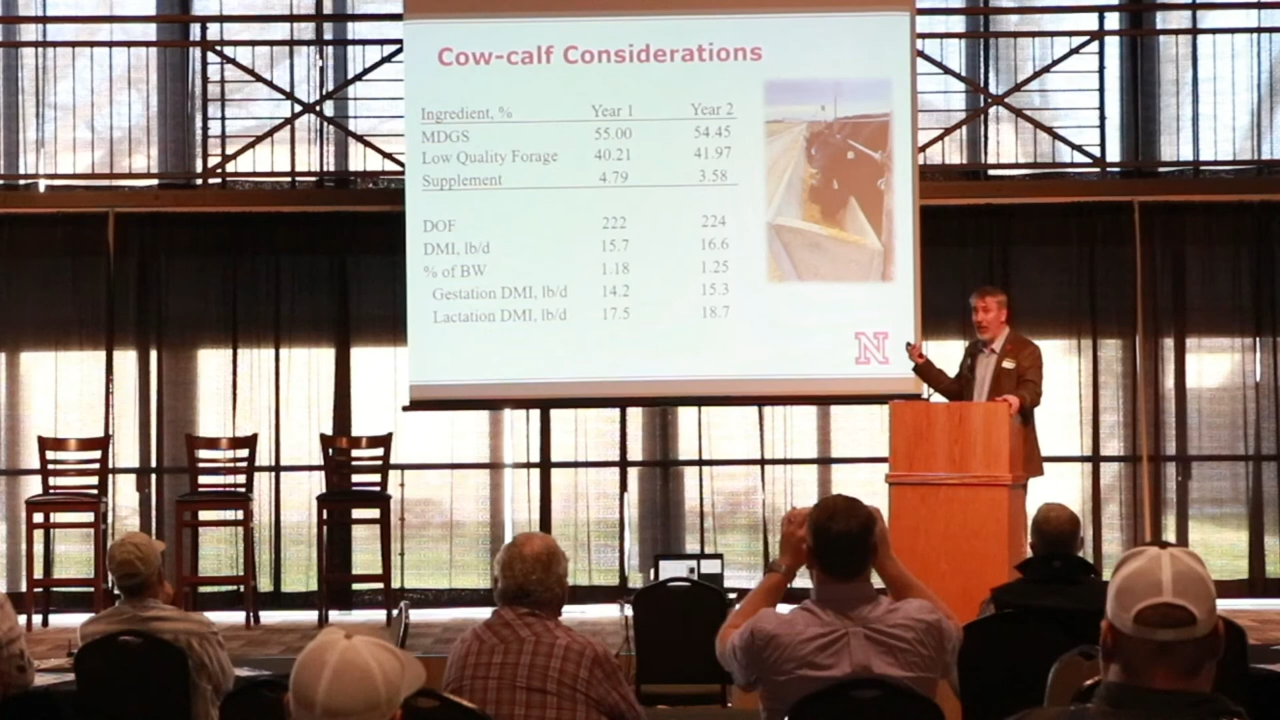 Cow-calf Considerations
Ingredient, % Year 1 Year 2
MDGS 55.00 54.45
Low Quality Forage 40.21 41.97
Supplement 4.79 3.58
DOF 222 224
DMI, lb/d 15.7 16.6
% of BW 1.18 1.25
Gestation DMI, lb/d 14.2 15.3
Lactation DMI, lb/d 17.5 18.7
N